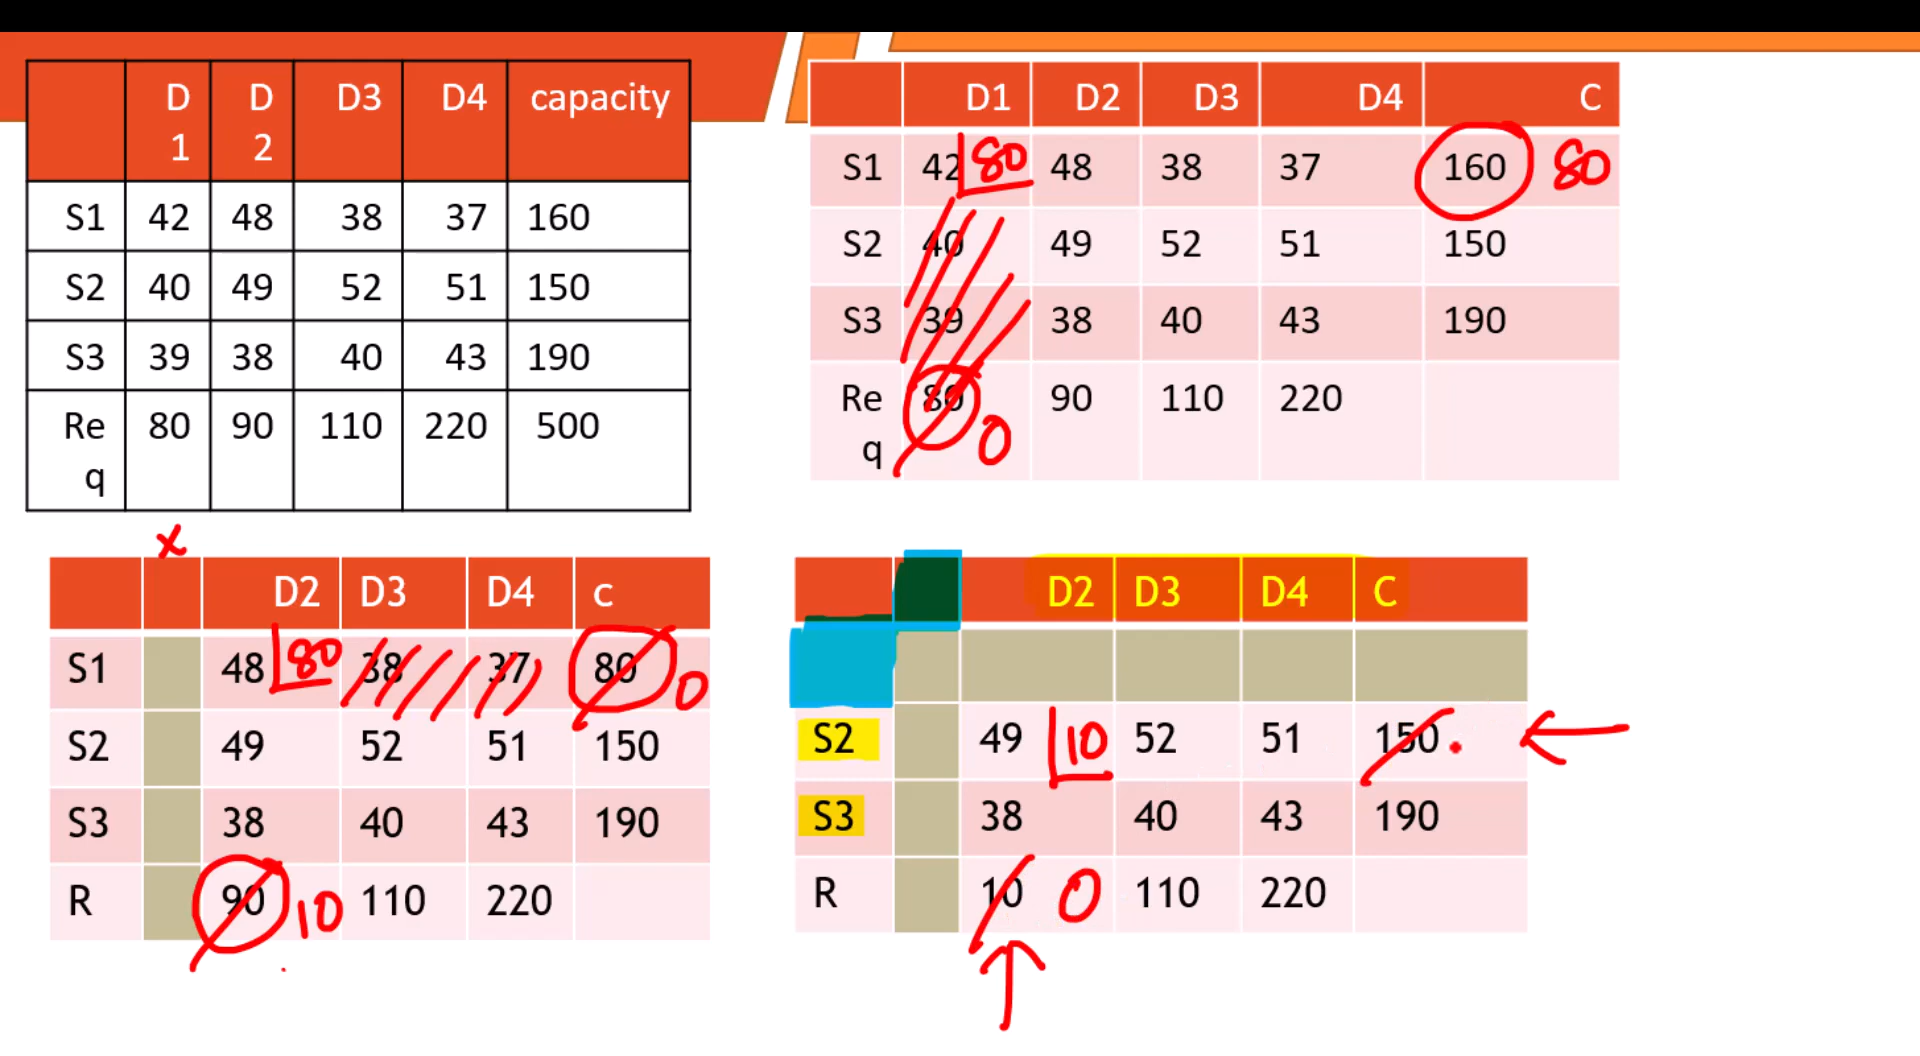 D1 D2 D3 D4 capacity
S1 42 48 38 37 160
S2 40 49 52 51 150
S3 39 38 40 43 190
Req 80 90 110 220 500
D1 D2 D3 D4 C
S1 42 80 48 38 37 160 80
S2 40 49 52 51 150
S3 39 38 40 43 190
Req 80 0 90 110 220
x
D2 D3 D4 c
S1 48 80 38 37 80 0
S2 49 52 51 150
S3 38 40 43 190
R 90 10 110 220
D2 D3 D4 C
S2 49 10 52 51 150
S3 38 40 43 190
R 10 0 110 220